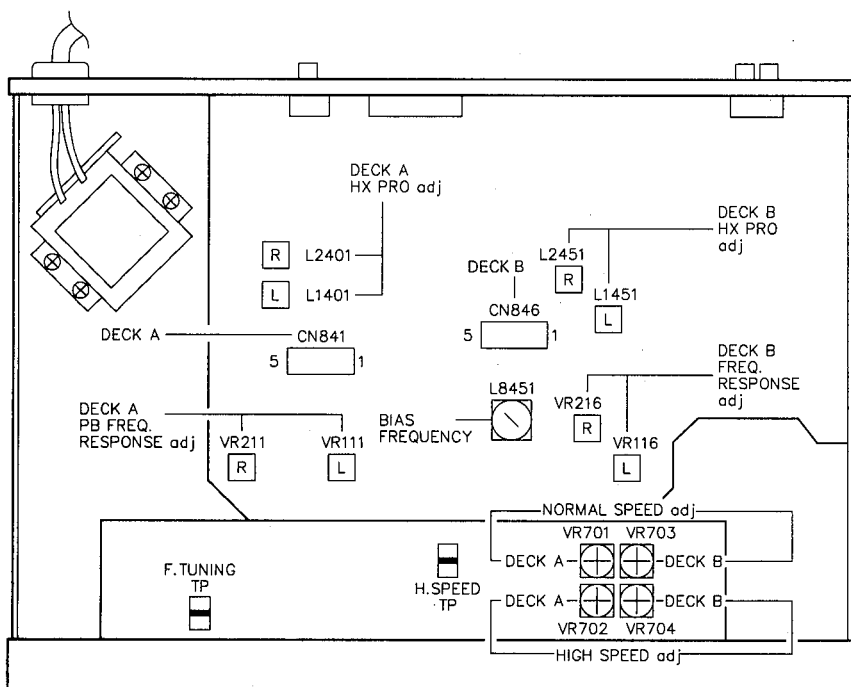 DECK A
HX PRO adj
R L2401
L L1401
DECK B
HX PRO
adj
L2451
R
L1451
L
DECK B
CN846
5 1
DECK A
CN841
5 1
DECK B
FREQ.
RESPONSE
adj
VR216
R
VR116
L
L8451
BIAS
FREQUENCY
DECK A
PB FREQ.
RESPONSE adj
VR211
R
VR111
L
NORMAL SPEED adj
VR701 VR703
DECK A DECK B
DECK A DECK B
VR702 VR704
HIGH SPEED adj
F.TUNING
TP
H.SPEED
TP